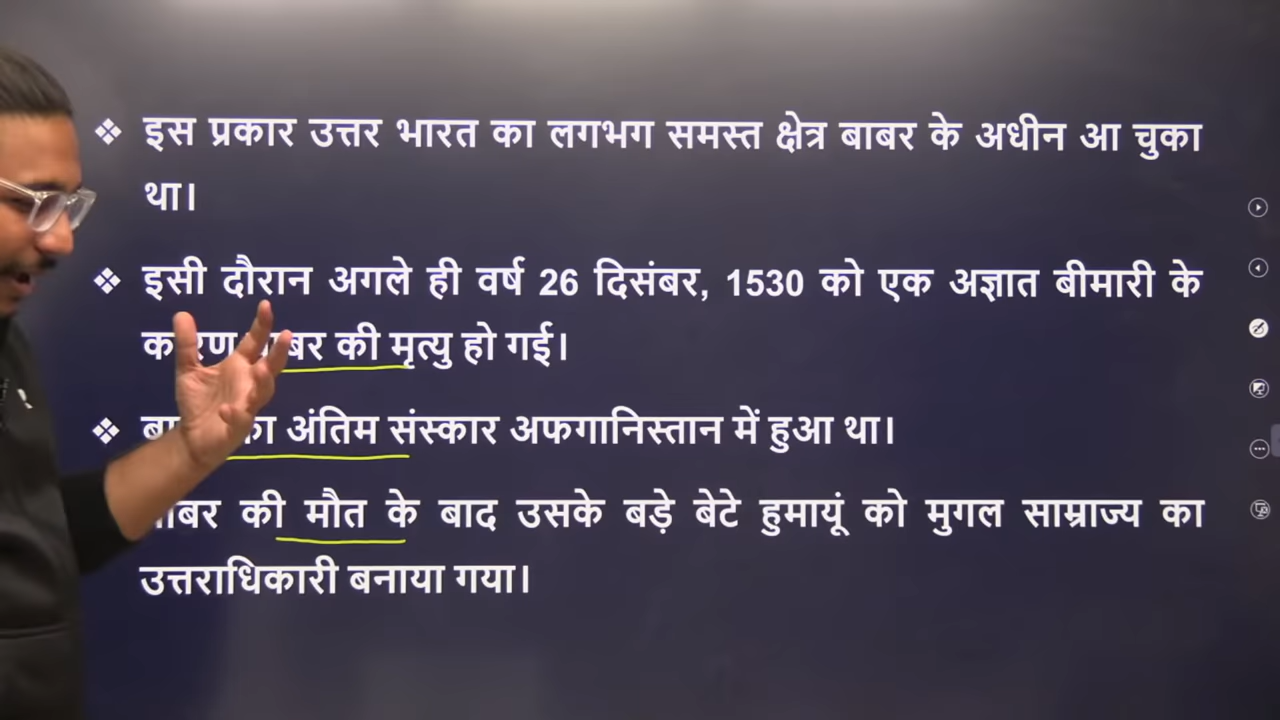 ❖ इस प्रकार उत्तर भारत का लगभग समस्त क्षेत्र बाबर के अधीन आ चुका
था।
❖ इसी दौरान अगले ही वर्ष 26 दिसंबर, 1530 को एक अज्ञात बीमारी के
कारण बाबर की मृत्यु हो गई।
❖ का अंतिम संस्कार अफगानिस्तान में हुआ था।
बाबर की मौत के बाद उसके बड़े बेटे हुमायूं को मुगल साम्राज्य का
उत्तराधिकारी बनाया गया।